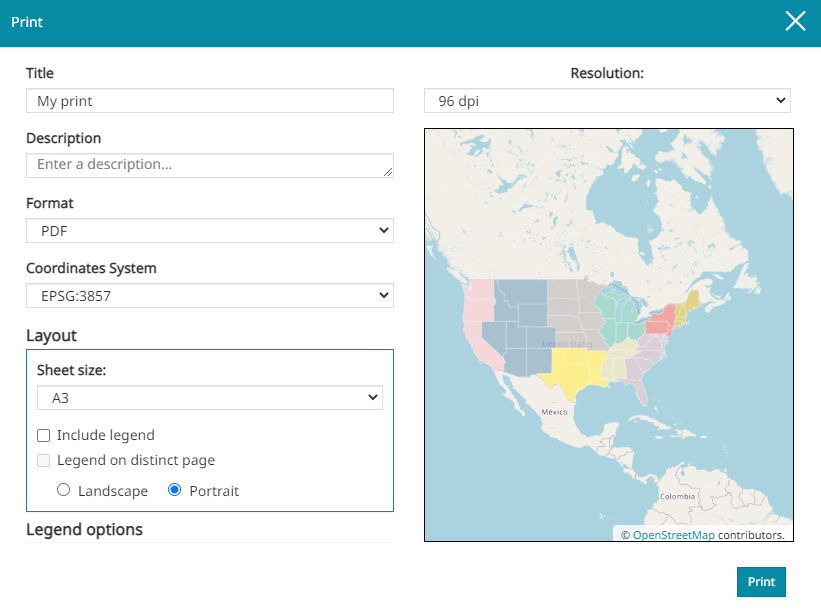 Print
Title
My print
Description
Enter a description...
Format
PDF
Coordinates System
EPSG:3857
Layout
Sheet size:
A3
Include legend
Legend on distinct page
Landscape
Portrait
Legend options
Resolution:
96 dpi
United States
México
Colombia
© OpenStreetMap contributors.
Print